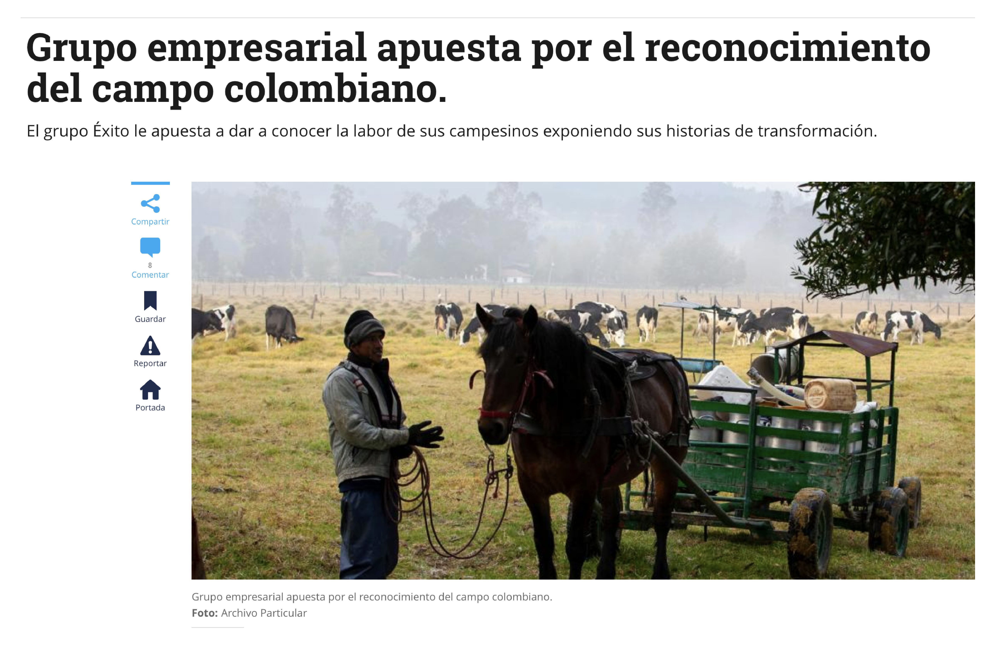 Grupo empresarial apuesta por el reconocimiento
del campo colombiano.
El grupo Éxito le apuesta a dar a conocer la labor de sus campesinos exponiendo sus historias de transformación.
Compartir
8
Comentar
Guardar
Reportar
Portada
Grupo empresarial apuesta por el reconocimiento del campo colombiano.
Foto: Archivo Particular